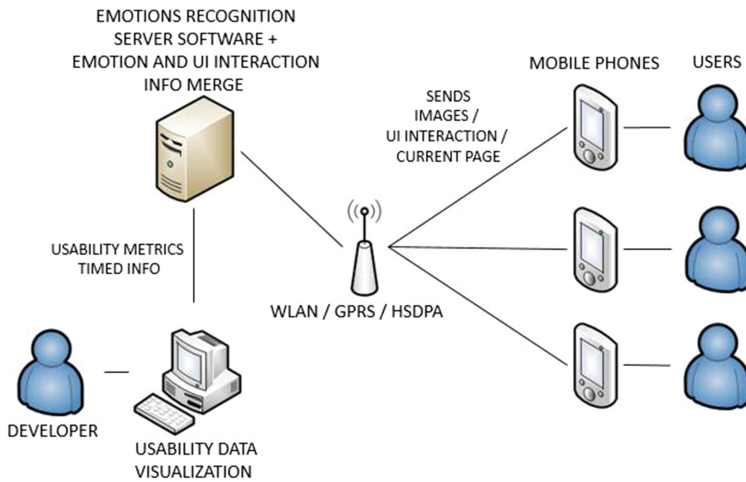 EMOTIONS RECOGNITION
SERVER SOFTWARE +
EMOTION AND UI INTERACTION
INFO MERGE
MOBILE PHONES
USERS
SENDS
IMAGES /
UI INTERACTION /
CURRENT PAGE
USABILITY METRICS
TIMED INFO
WLAN / GPRS / HSDPA
DEVELOPER
USABILITY DATA
VISUALIZATION